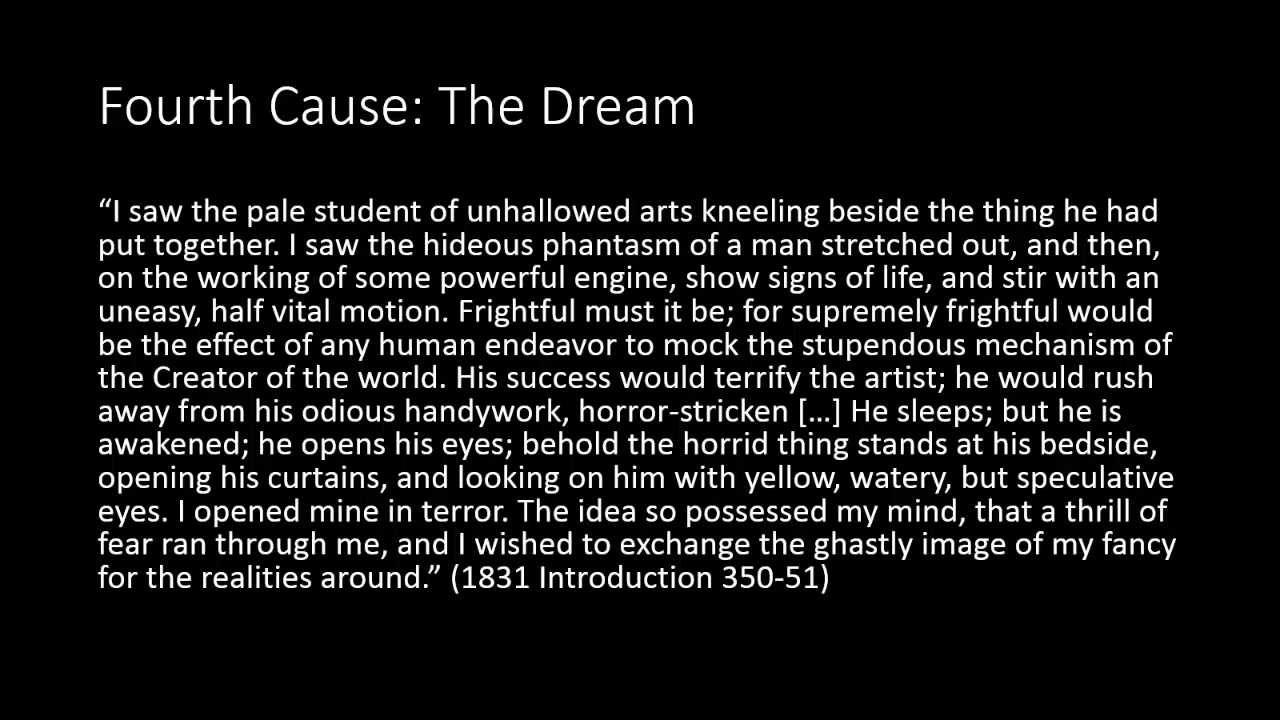 Fourth Cause: The Dream
“I saw the pale student of unhallowed arts kneeling beside the thing he had
put together. I saw the hideous phantasm of a man stretched out, and then,
on the working of some powerful engine, show signs of life, and stir with an
uneasy, half vital motion. Frightful must it be; for supremely frightful would
be the effect of any human endeavor to mock the stupendous mechanism of
the Creator of the world. His success would terrify the artist; he would rush
away from his odious handywork, horror-stricken […] He sleeps; but he is
awakened; he opens his eyes; behold the horrid thing stands at his bedside,
opening his curtains, and looking on him with yellow, watery, but speculative
eyes. I opened mine in terror. The idea so possessed my mind, that a thrill of
fear ran through me, and I wished to exchange the ghastly image of my fancy
for the realities around.” (1831 Introduction 350-51)